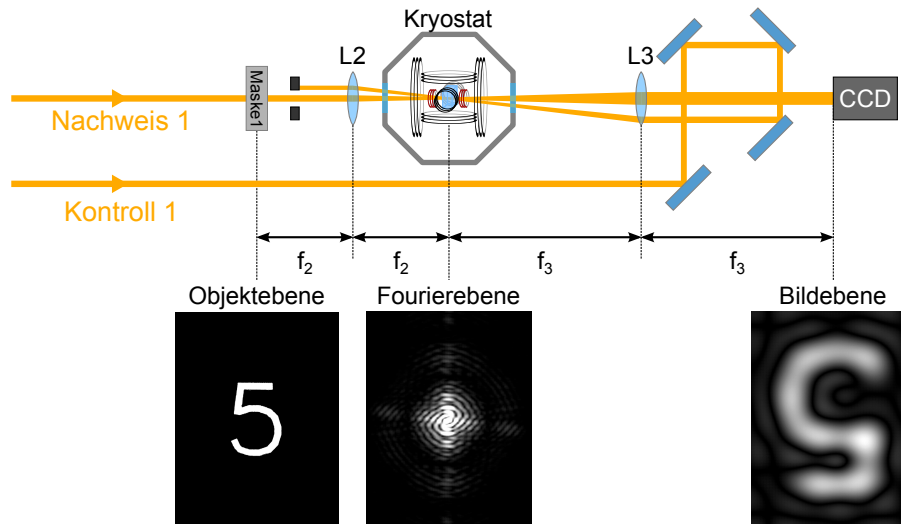 Kryostat
L2
L3
Maske1
CCD
Nachweis 1
Kontroll 1
f₂
f₂
f₃
f₃
Objektebene
Fourierebene
Bildebene
5